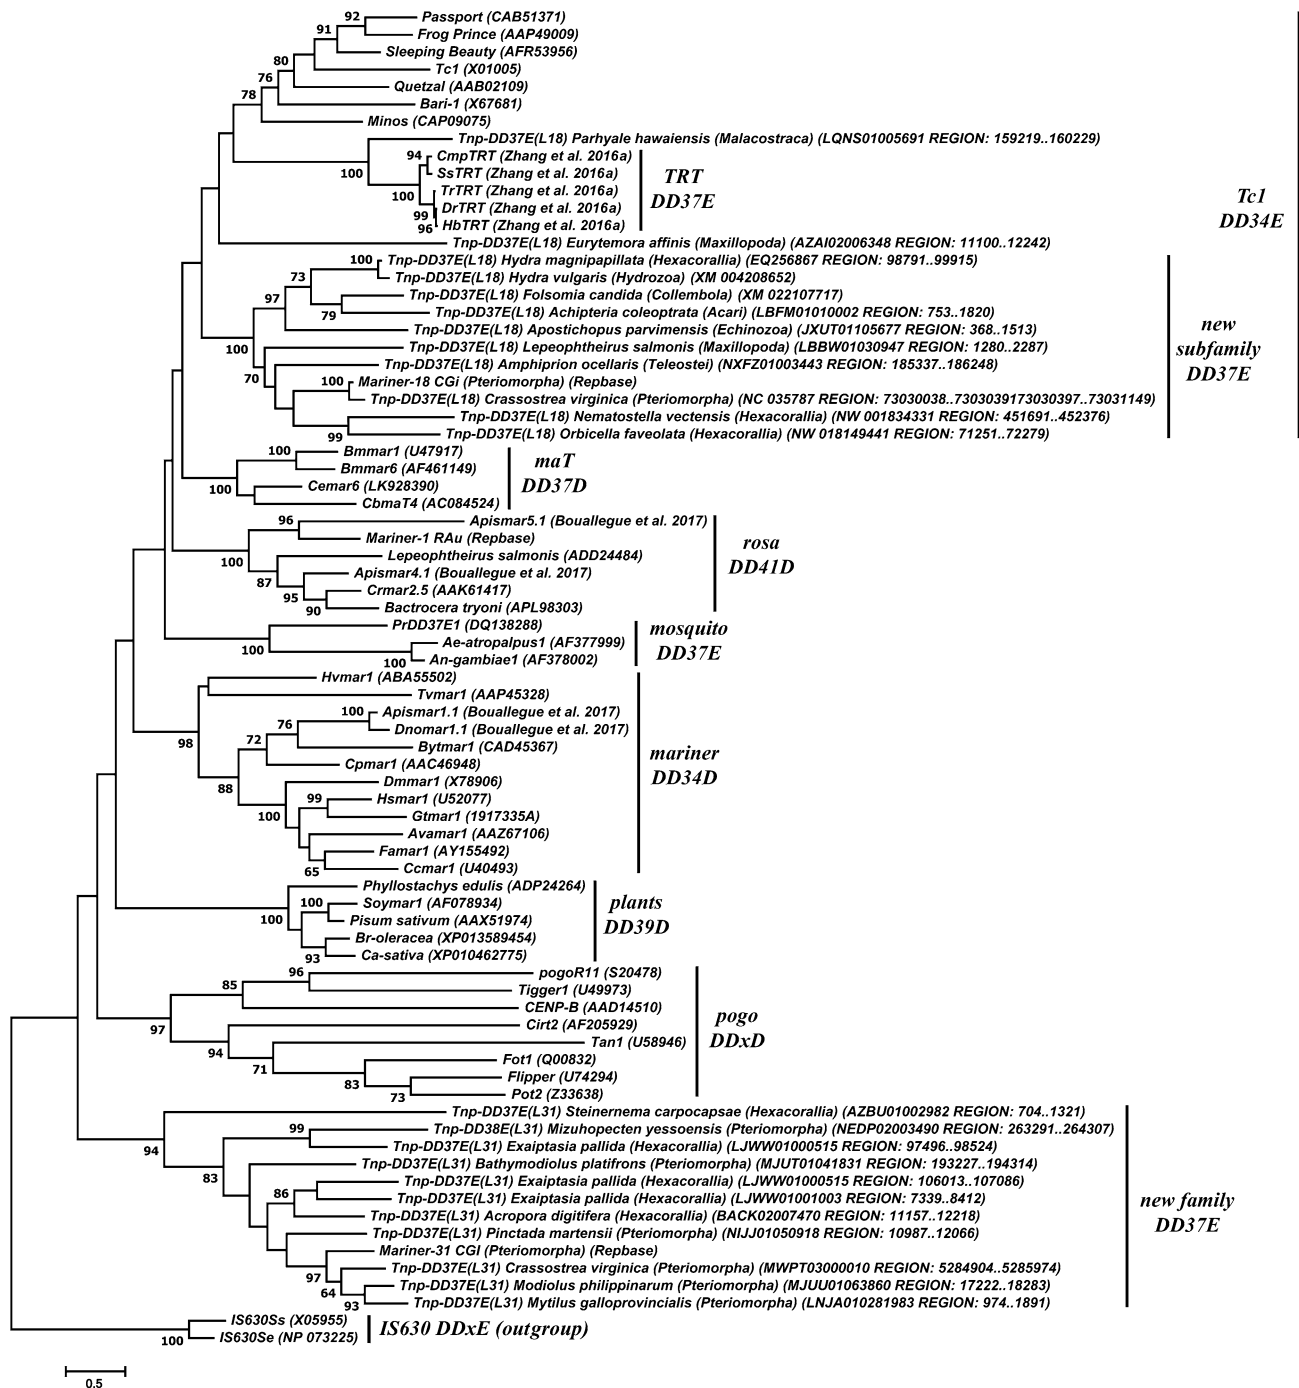 92
Passport (CAB51371)
91
Frog Prince (AAP49009)
Sleeping Beauty (AFR53956)
80
Tc1 (X01005)
76
Quetzal (AAB02109)
78
Bari-1 (X67681)
Minos (CAP09075)
Tnp-DD37E(L18) Parhyale hawaiensis (Malacostraca) (LQNS01005691 REGION: 159219..160229)
94
CmpTRT (Zhang et al. 2016a)
100
SsTRT (Zhang et al. 2016a)
100
TrTRT (Zhang et al. 2016a)
DrTRT (Zhang et al. 2016a)
99
HbTRT (Zhang et al. 2016a)
96
TRT
DD37E
Tc1
DD34E
Tnp-DD37E(L18) Eurytemora affinis (Maxillopoda) (AZAI02006348 REGION: 11100..12242)
100
Tnp-DD37E(L18) Hydra magnipapillata (Hexacorallia) (EQ256867 REGION: 98791..99915)
73
Tnp-DD37E(L18) Hydra vulgaris (Hydrozoa) (XM 004208652)
97
Tnp-DD37E(L18) Folsomia candida (Collembola) (XM 022107717)
79
Tnp-DD37E(L18) Achipteria coleoptrata (Acari) (LBFM01010002 REGION: 753..1820)
Tnp-DD37E(L18) Apostichopus parvimensis (Echinozoa) (JXUT01105677 REGION: 368..1513)
100
Tnp-DD37E(L18) Lepeophtheirus salmonis (Maxillopoda) (LBBW01030947 REGION: 1280..2287)
70
Tnp-DD37E(L18) Amphiprion ocellaris (Teleostei) (NXFZ01003443 REGION: 185337..186248)
100
Mariner-18 CGi (Pteriomorpha) (Repbase)
Tnp-DD37E(L18) Crassostrea virginica (Pteriomorpha) (NC 035787 REGION: 73030038..7303039173030397..73031149)
Tnp-DD37E(L18) Nematostella vectensis (Hexacorallia) (NW 001834331 REGION: 451691..452376)
99
Tnp-DD37E(L18) Orbicella faveolata (Hexacorallia) (NW 018149441 REGION: 71251..72279)
new
subfamily
DD37E
100
Bmmar1 (U47917)
Bmmar6 (AF461149)
100
Cemar6 (LK928390)
CbmaT4 (AC084524)
maT
DD37D
96
Apismar5.1 (Bouallegue et al. 2017)
Mariner-1 RAu (Repbase)
100
Lepeophtheirus salmonis (ADD24484)
87
Apismar4.1 (Bouallegue et al. 2017)
95
Crmar2.5 (AAK61417)
90
Bactrocera tryoni (APL98303)
rosa
DD41D
PrDD37E1 (DQ138288)
100
Ae-atropalpus1 (AF377999)
100
An-gambiae1 (AF378002)
mosquito
DD37E
Hvmar1 (ABA55502)
Tvmar1 (AAP45328)
98
100
Apismar1.1 (Bouallegue et al. 2017)
76
Dnomar1.1 (Bouallegue et al. 2017)
72
Bytmar1 (CAD45367)
Cpmar1 (AAC46948)
88
Dmmar1 (X78906)
99
Hsmar1 (U52077)
100
Gtmar1 (1917335A)
Avamar1 (AAZ67106)
Famar1 (AY155492)
65
Ccmar1 (U40493)
mariner
DD34D
Phyllostachys edulis (ADP24264)
100
100
Soymar1 (AF078934)
Pisum sativum (AAX51974)
Br-oleracea (XP013589454)
93
Ca-sativa (XP010462775)
plants
DD39D
96
pogoR11 (S20478)
85
Tigger1 (U49973)
CENP-B (AAD14510)
97
Cirt2 (AF205929)
94
Tan1 (U58946)
71
Fot1 (Q00832)
83
Flipper (U74294)
73
Pot2 (Z33638)
pogo
DDxD
Tnp-DD37E(L31) Steinernema carpocapsae (Hexacorallia) (AZBU01002982 REGION: 704..1321)
99
Tnp-DD38E(L31) Mizuhopecten yessoensis (Pteriomorpha) (NEDP02003490 REGION: 263291..264307)
94
Tnp-DD37E(L31) Exaiptasia pallida (Hexacorallia) (LJWW01000515 REGION: 97496..98524)
83
Tnp-DD37E(L31) Bathymodiolus platifrons (Pteriomorpha) (MJUT01041831 REGION: 193227..194314)
Tnp-DD37E(L31) Exaiptasia pallida (Hexacorallia) (LJWW01000515 REGION: 106013..107086)
86
Tnp-DD37E(L31) Exaiptasia pallida (Hexacorallia) (LJWW01001003 REGION: 7339..8412)
Tnp-DD37E(L31) Acropora digitifera (Hexacorallia) (BACK02007470 REGION: 11157..12218)
Tnp-DD37E(L31) Pinctada martensii (Pteriomorpha) (NIJJ01050918 REGION: 10987..12066)
Mariner-31 CGI (Pteriomorpha) (Repbase)
97
Tnp-DD37E(L31) Crassostrea virginica (Pteriomorpha) (MWPT03000010 REGION: 5284904..5285974)
64
Tnp-DD37E(L31) Modiolus philippinarum (Pteriomorpha) (MJUU01063860 REGION: 17222..18283)
93
Tnp-DD37E(L31) Mytilus galloprovincialis (Pteriomorpha) (LNJA010281983 REGION: 974..1891)
new family
DD37E
IS630Ss (X05955)
100
IS630Se (NP 073225)
IS630 DDxE (outgroup)
0.5